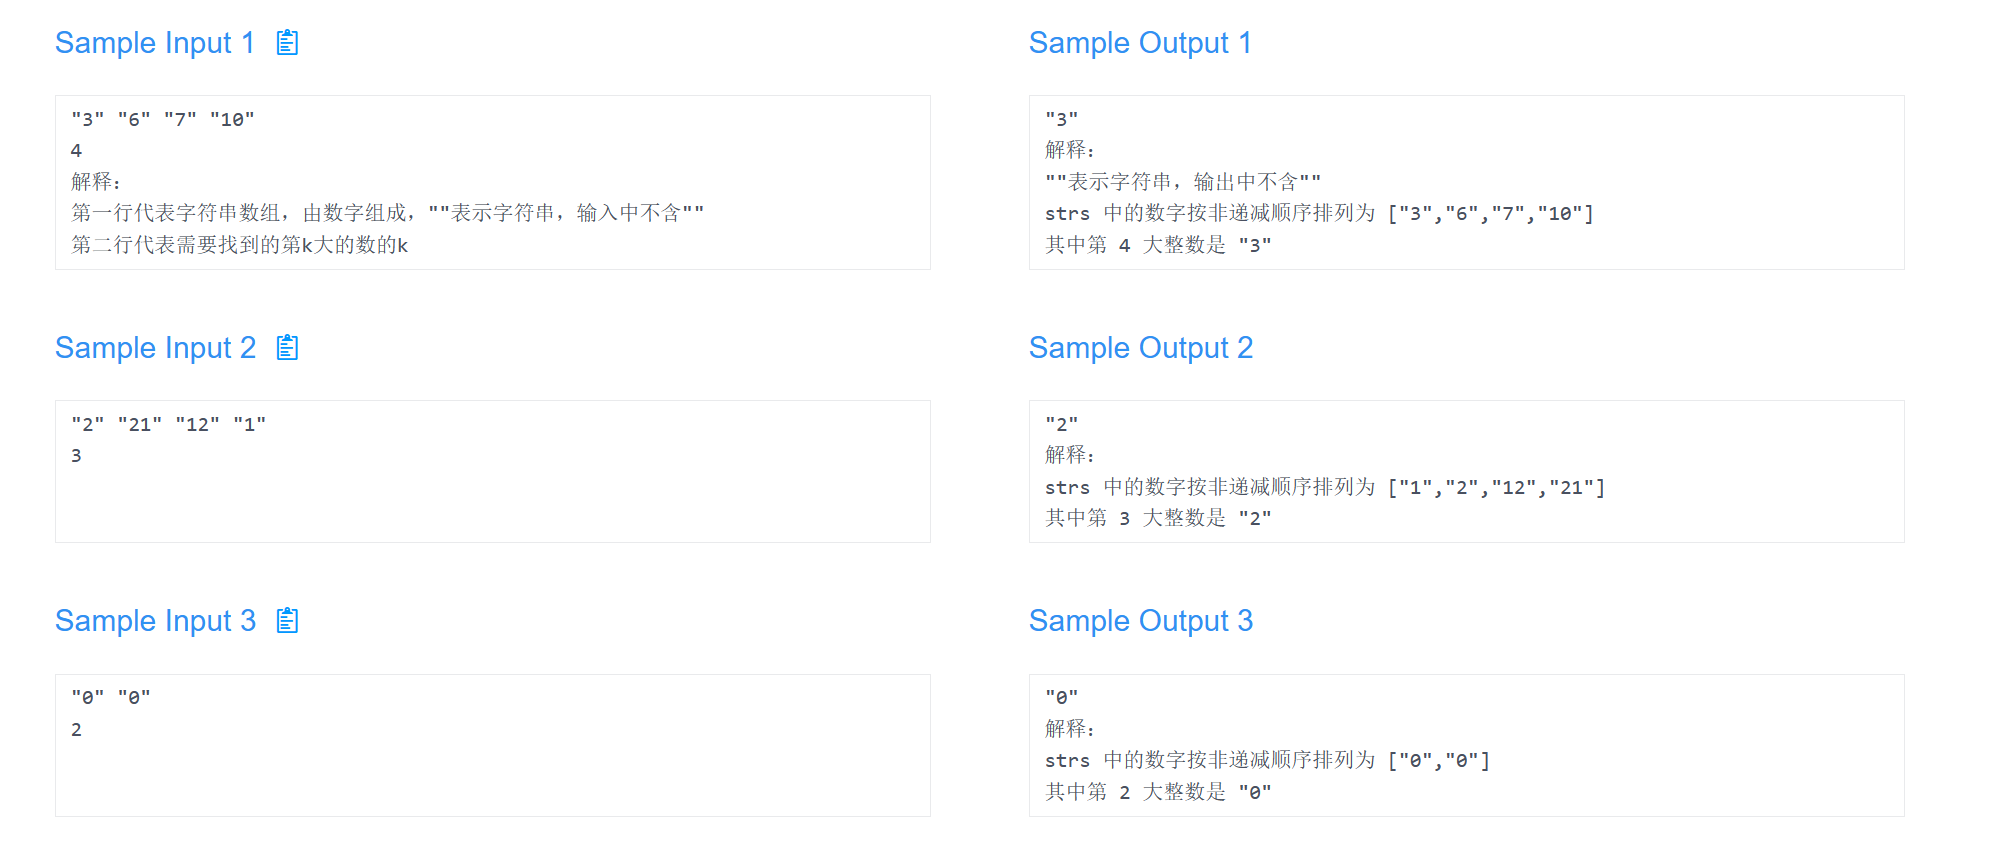 Sample Input 1
"3" "6" "7" "10"
4
解释：
第一行代表字符串数组，由数字组成，""表示字符串，输入中不含""
第二行代表需要找到的第k大的数的k
Sample Output 1
"3"
解释：
""表示字符串，输出中不含""
strs 中的数字按非递减顺序排列为 ["3","6","7","10"]
其中第 4 大整数是 "3"
Sample Input 2
"2" "21" "12" "1"
3
Sample Output 2
"2"
解释：
strs 中的数字按非递减顺序排列为 ["1","2","12","21"]
其中第 3 大整数是 "2"
Sample Input 3
"0" "0"
2
Sample Output 3
"0"
解释：
strs 中的数字按非递减顺序排列为 ["0","0"]
其中第 2 大整数是 "0"